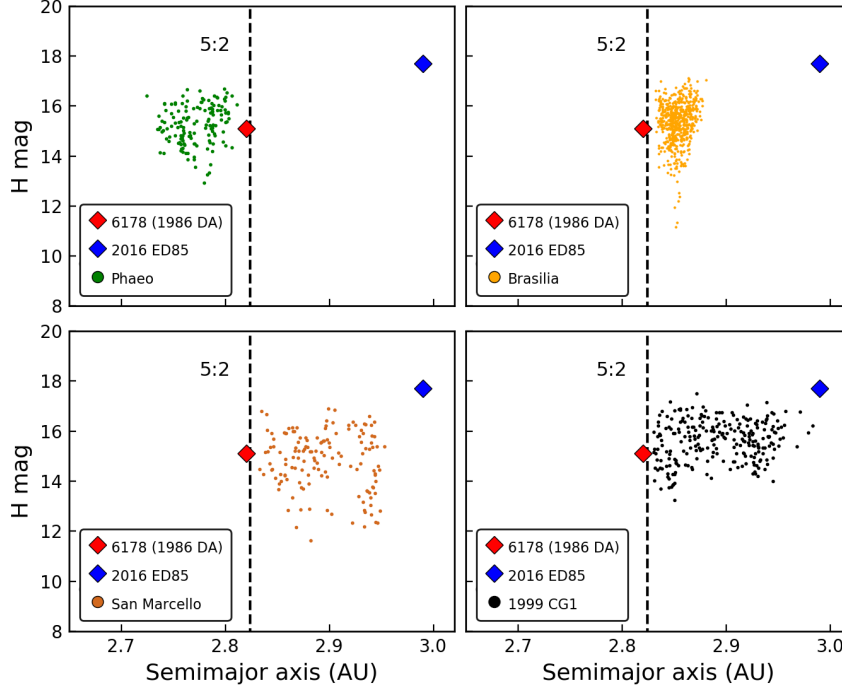 20
18
16
14
12
10
8
H mag
5:2
6178 (1986 DA)
2016 ED85
Phaeo
5:2
6178 (1986 DA)
2016 ED85
Brasilia
20
18
16
14
12
10
8
H mag
5:2
6178 (1986 DA)
2016 ED85
San Marcello
2.7
2.8
2.9
3.0
Semimajor axis (AU)
5:2
6178 (1986 DA)
2016 ED85
1999 CG1
2.7
2.8
2.9
3.0
Semimajor axis (AU)